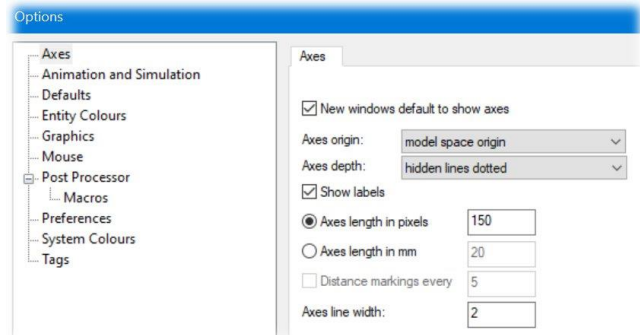 Options
Axes
Animation and Simulation
Defaults
Entity Colours
Graphics
Mouse
Post Processor
Macros
Preferences
System Colours
Tags
Axes
New windows default to show axes
Axes origin: model space origin
Axes depth: hidden lines dotted
Show labels
Axes length in pixels 150
Axes length in mm 20
Distance markings every 5
Axes line width: 2